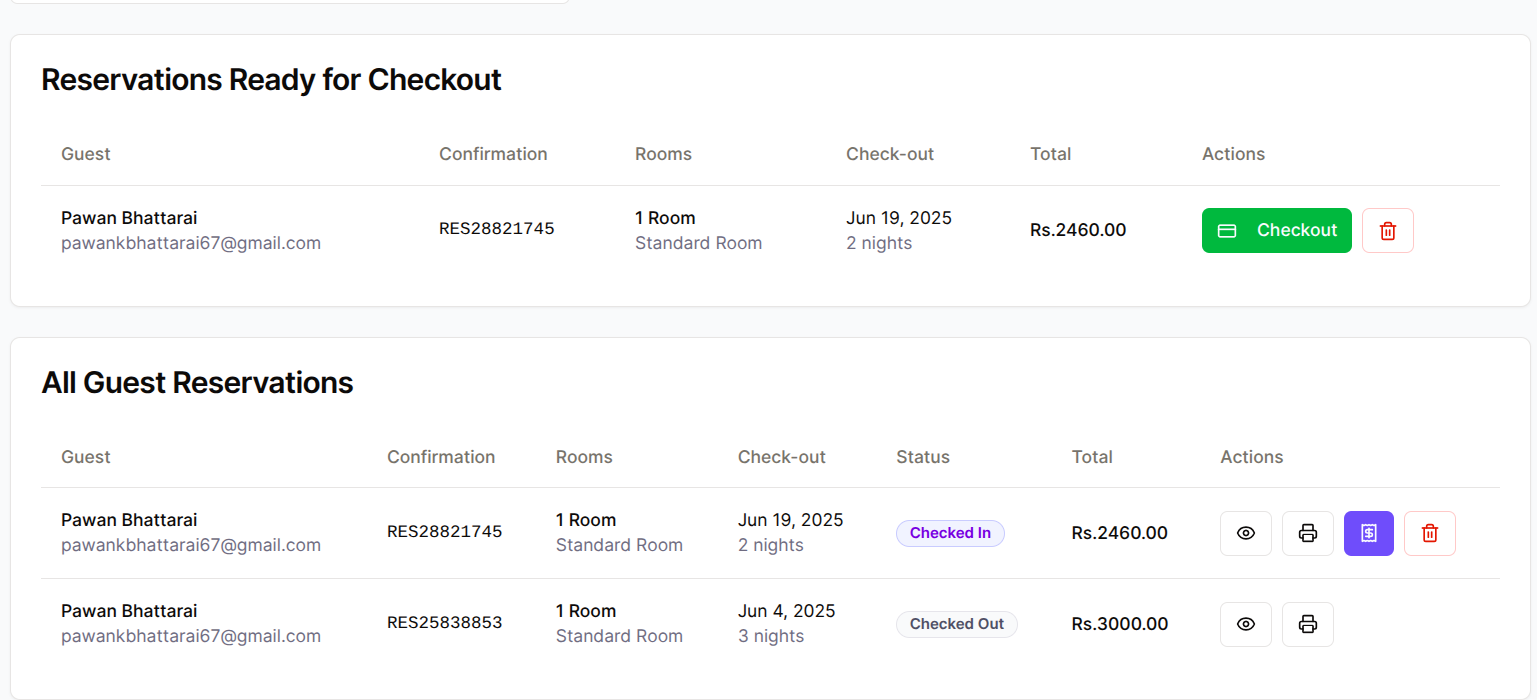 Reservations Ready for Checkout
Guest Confirmation Rooms Check-out Total Actions
Pawan Bhattarai 1 Room Jun 19, 2025
RES28821745 Rs.2460.00 Checkout
pawankbhattarai67@gmail.com Standard Room 2 nights
All Guest Reservations
Guest Confirmation Rooms Check-out Status Total Actions
Pawan Bhattarai 1 Room Jun 19, 2025
RES28821745 Checked In Rs.2460.00
pawankbhattarai67@gmail.com Standard Room 2 nights
Pawan Bhattarai 1 Room Jun 4, 2025
RES25838853 Checked Out Rs.3000.00
pawankbhattarai67@gmail.com Standard Room 3 nights